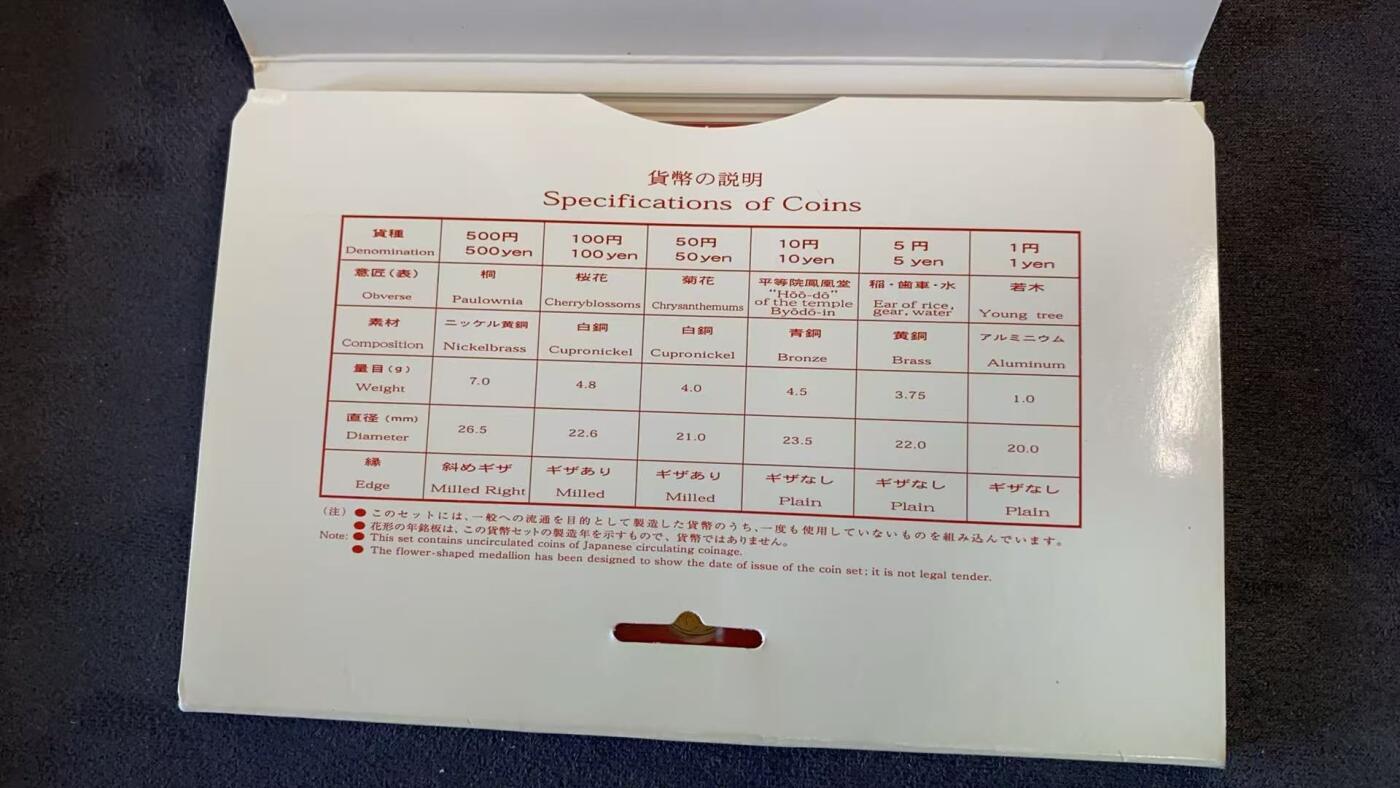 貨幣の説明
Specifications of Coins
貨種 500円 100円 50円 10円 5円 1円
Denomination 500yen 100yen 50yen 10yen 5 yen 1yen
意匠(表) 桐 桜花 菊花 平等院鳳凰堂 稲・歯車・水 若木
Obverse Paulownia Cherryblossoms Chrysanthemums "Hōō-dō" of the temple Byōdō-in Ear of rice, gear, water Young tree
素材 ニッケル黄銅 白銅 白銅 青銅 黄銅 アルミニウム
Composition Nickelbrass Cupronickel Cupronickel Bronze Brass Aluminum
量目(g)
Weight 7.0 4.8 4.0 4.5 3.75 1.0
直径(mm)
Diameter 26.5 22.6 21.0 23.5 22.0 20.0
縁 斜めギザ ギザあり ギザあり ギザなし ギザなし ギザなし
Edge Milled Right Milled Milled Plain Plain Plain
(注) ●このセットには、一般への流通を目的として製造した貨幣のうち、一度も使用していないものを組み込んでいます。
●花形の年銘板は、この貨幣セットの製造年を示すもので、貨幣ではありません。
Note: ● This set contains uncirculated coins of Japanese circulating coinage.
● The flower-shaped medallion has been designed to show the date of issue of the coin set; it is not legal tender.